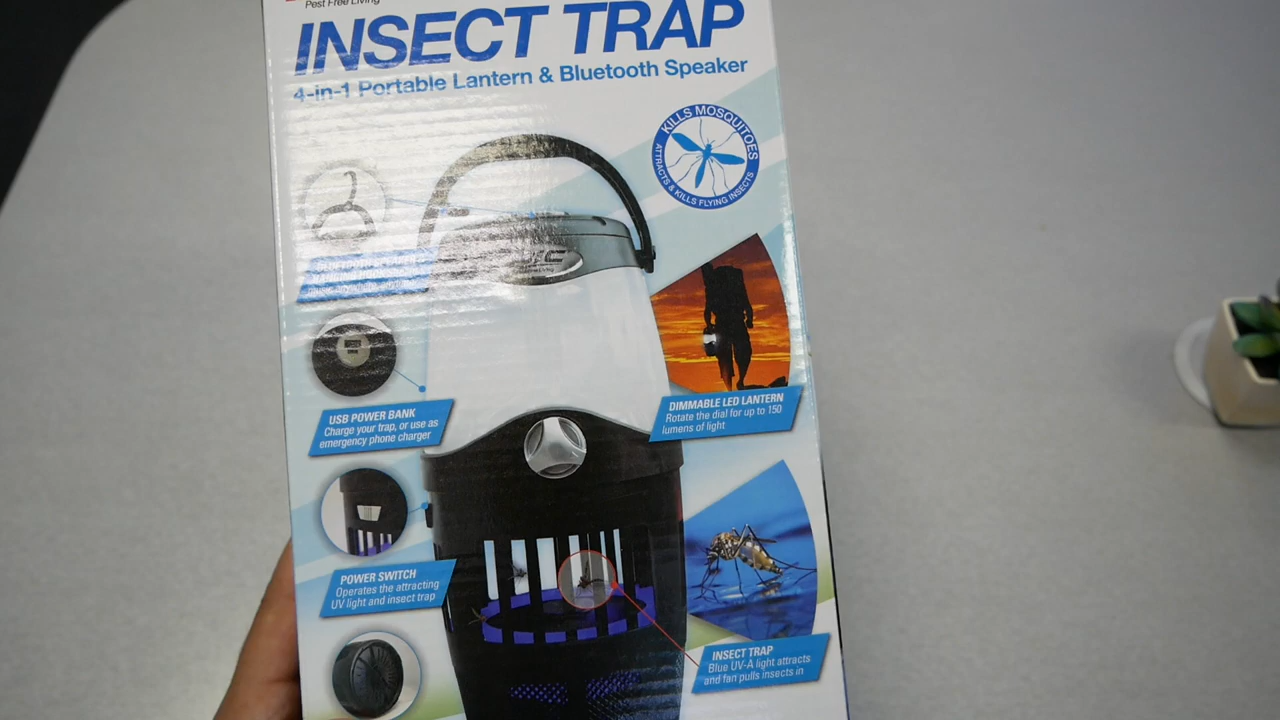 Pest Free Living
INSECT TRAP
4-in-1 Portable Lantern & Bluetooth Speaker
KILLS MOSQUITOES
ATTRACTS & KILLS FLYING INSECTS
USB POWER BANK
Charge your trap, or use as
emergency phone charger
DIMMABLE LED LANTERN
Rotate the dial for up to 150
lumens of light
POWER SWITCH
Operates the attracting
UV light and insect trap
INSECT TRAP
Blue UV-A light attracts
and fan pulls insects in